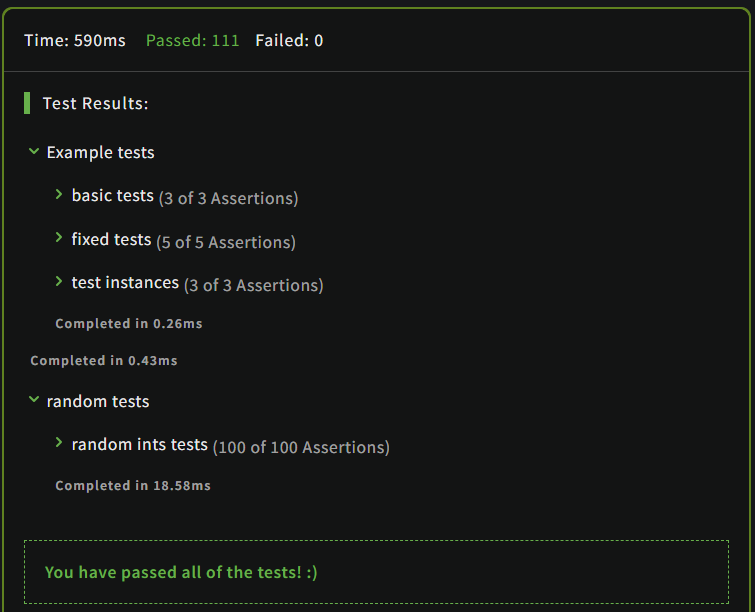 Time: 590ms Passed: 111 Failed: 0
Test Results:
Example tests
basic tests (3 of 3 Assertions)
fixed tests (5 of 5 Assertions)
test instances (3 of 3 Assertions)
Completed in 0.26ms
Completed in 0.43ms
random tests
random ints tests (100 of 100 Assertions)
Completed in 18.58ms
You have passed all of the tests! :)